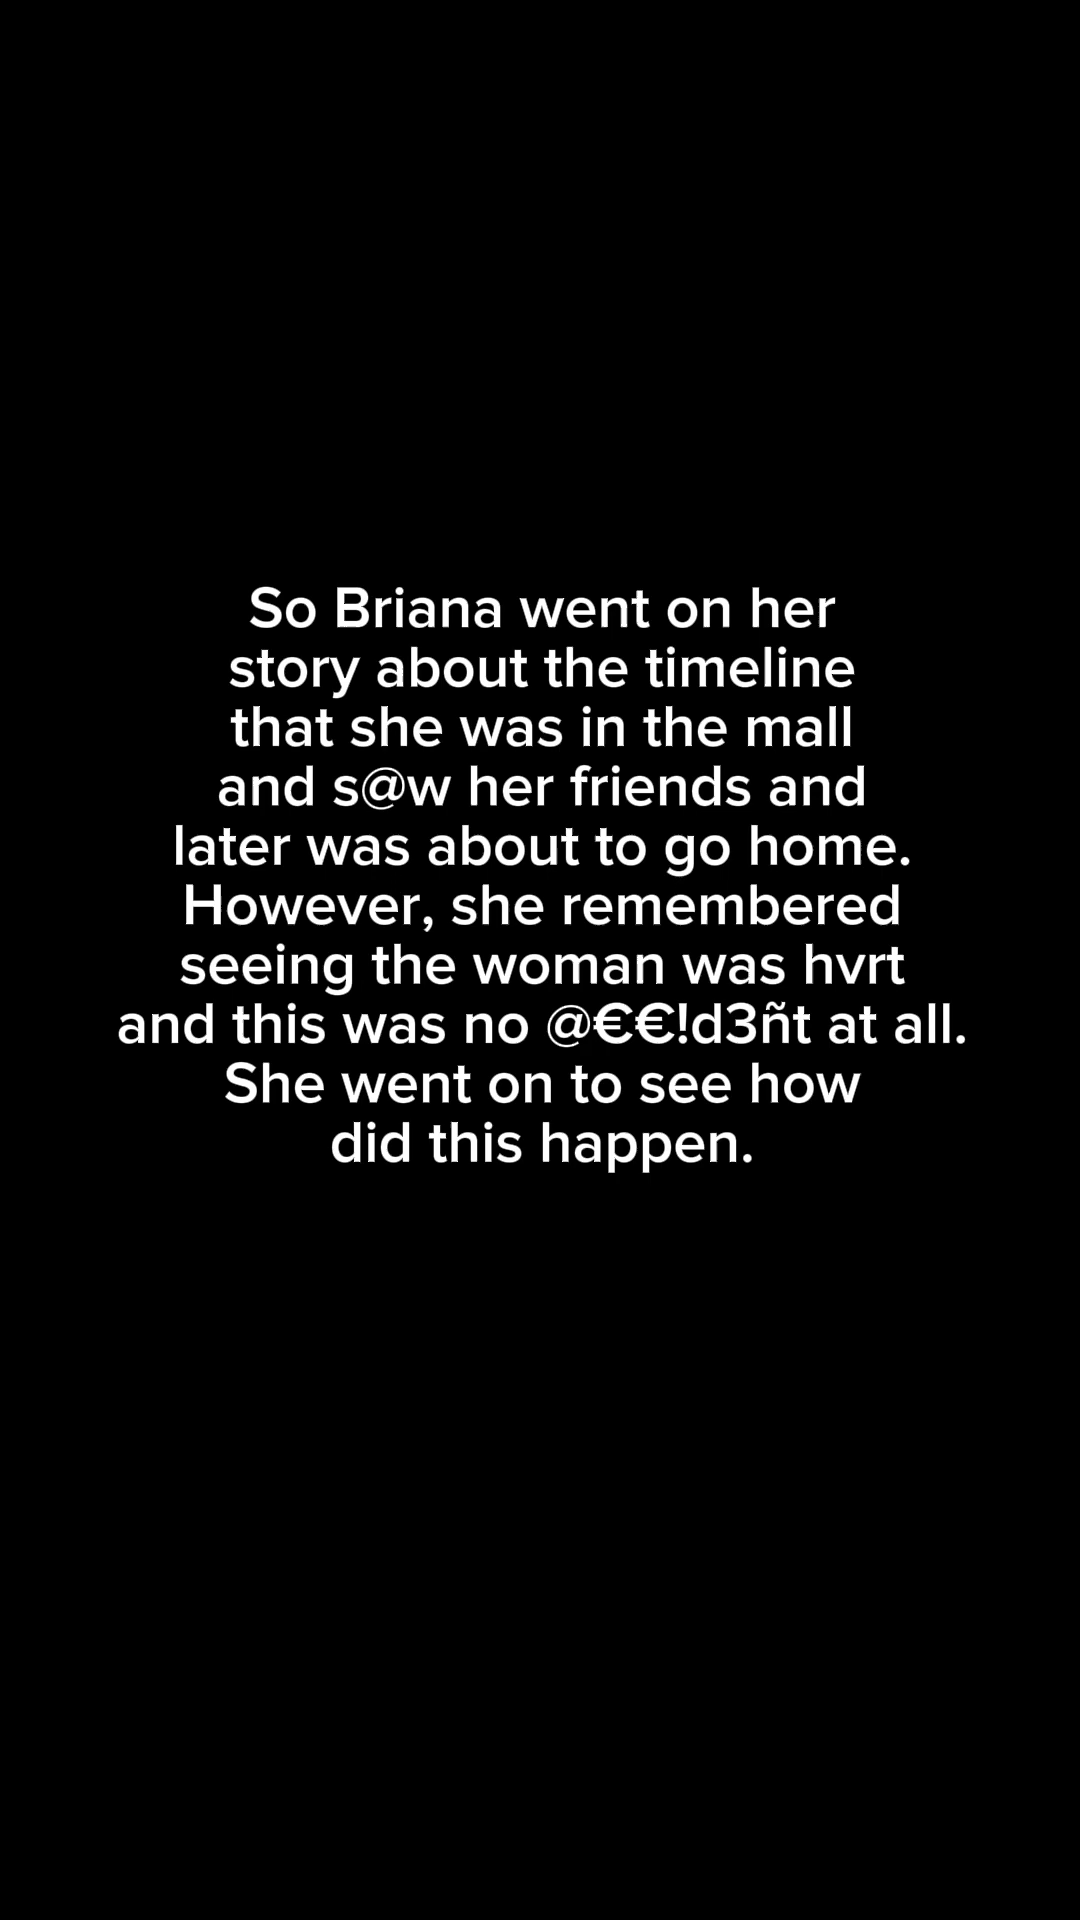 So Briana went on her
story about the timeline
that she was in the mall
and s@w her friends and
later was about to go home.
However, she remembered
seeing the woman was hvrt
and this was no @€€!d3ñt at all.
She went on to see how
did this happen.